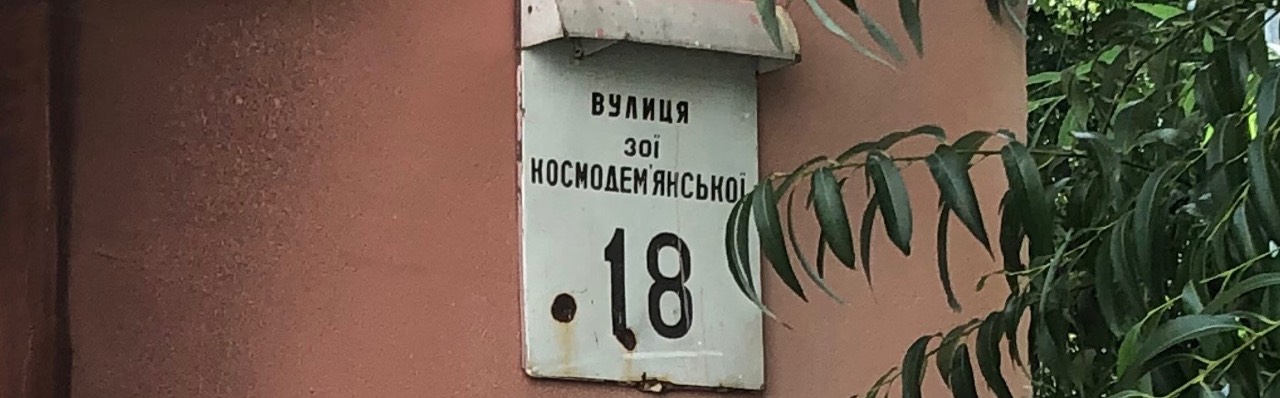 ВУЛИЦЯ
ЗОЇ
КОСМОДЕМ'ЯНСЬКОЇ
18